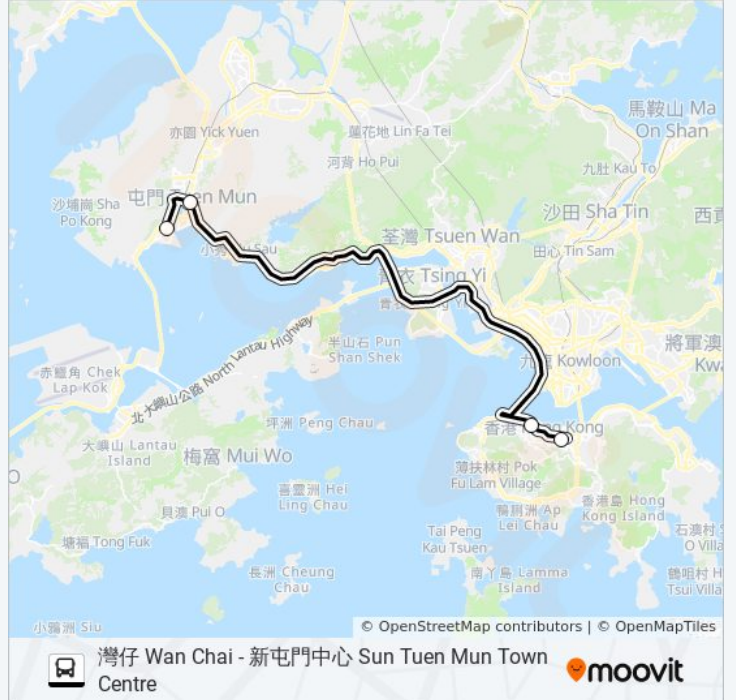 馬鞍山 Ma
On Shan
亦園 Yick Yuen
蓮花地 Lin Fa Tei
河背 Ho Pui
九肚 Kau To
沙埔崗 Sha
Po Kong
屯門 Tuen Mun
沙田 Sha Tin
西貢
荃灣 Tsuen Wan
田心 Tin Sam
Sau
青衣 Tsing Yi
北大嶼山公路 North Lantau Highway
半山石 Pun
Shan Shek
將軍澳
九龍 Kowloon
赤鱲角 Chek
Lap Kok
坪洲 Peng Chau
香港 Hong Kong
大嶼山 Lantau
Island
梅窩 Mui Wo
薄扶林村 Pok
Fu Lam Village
喜靈洲 Hei
Ling Chau
貝澳 Pui O
鴨脷洲 Ap
Lei Chau
香港島 Hong
Kong Island
塘福 Tong Fuk
Tai Peng
Kau Tsuen
石澳村 S
O Villa
長洲 Cheung
Chau
南丫島 Lamma
Island
鶴咀村 H
Tsui Villa
小鴉洲 Siu
© OpenStreetMap contributors | © OpenMapTiles
灣仔 Wan Chai - 新屯門中心 Sun Tuen Mun Town
Centre
moovit